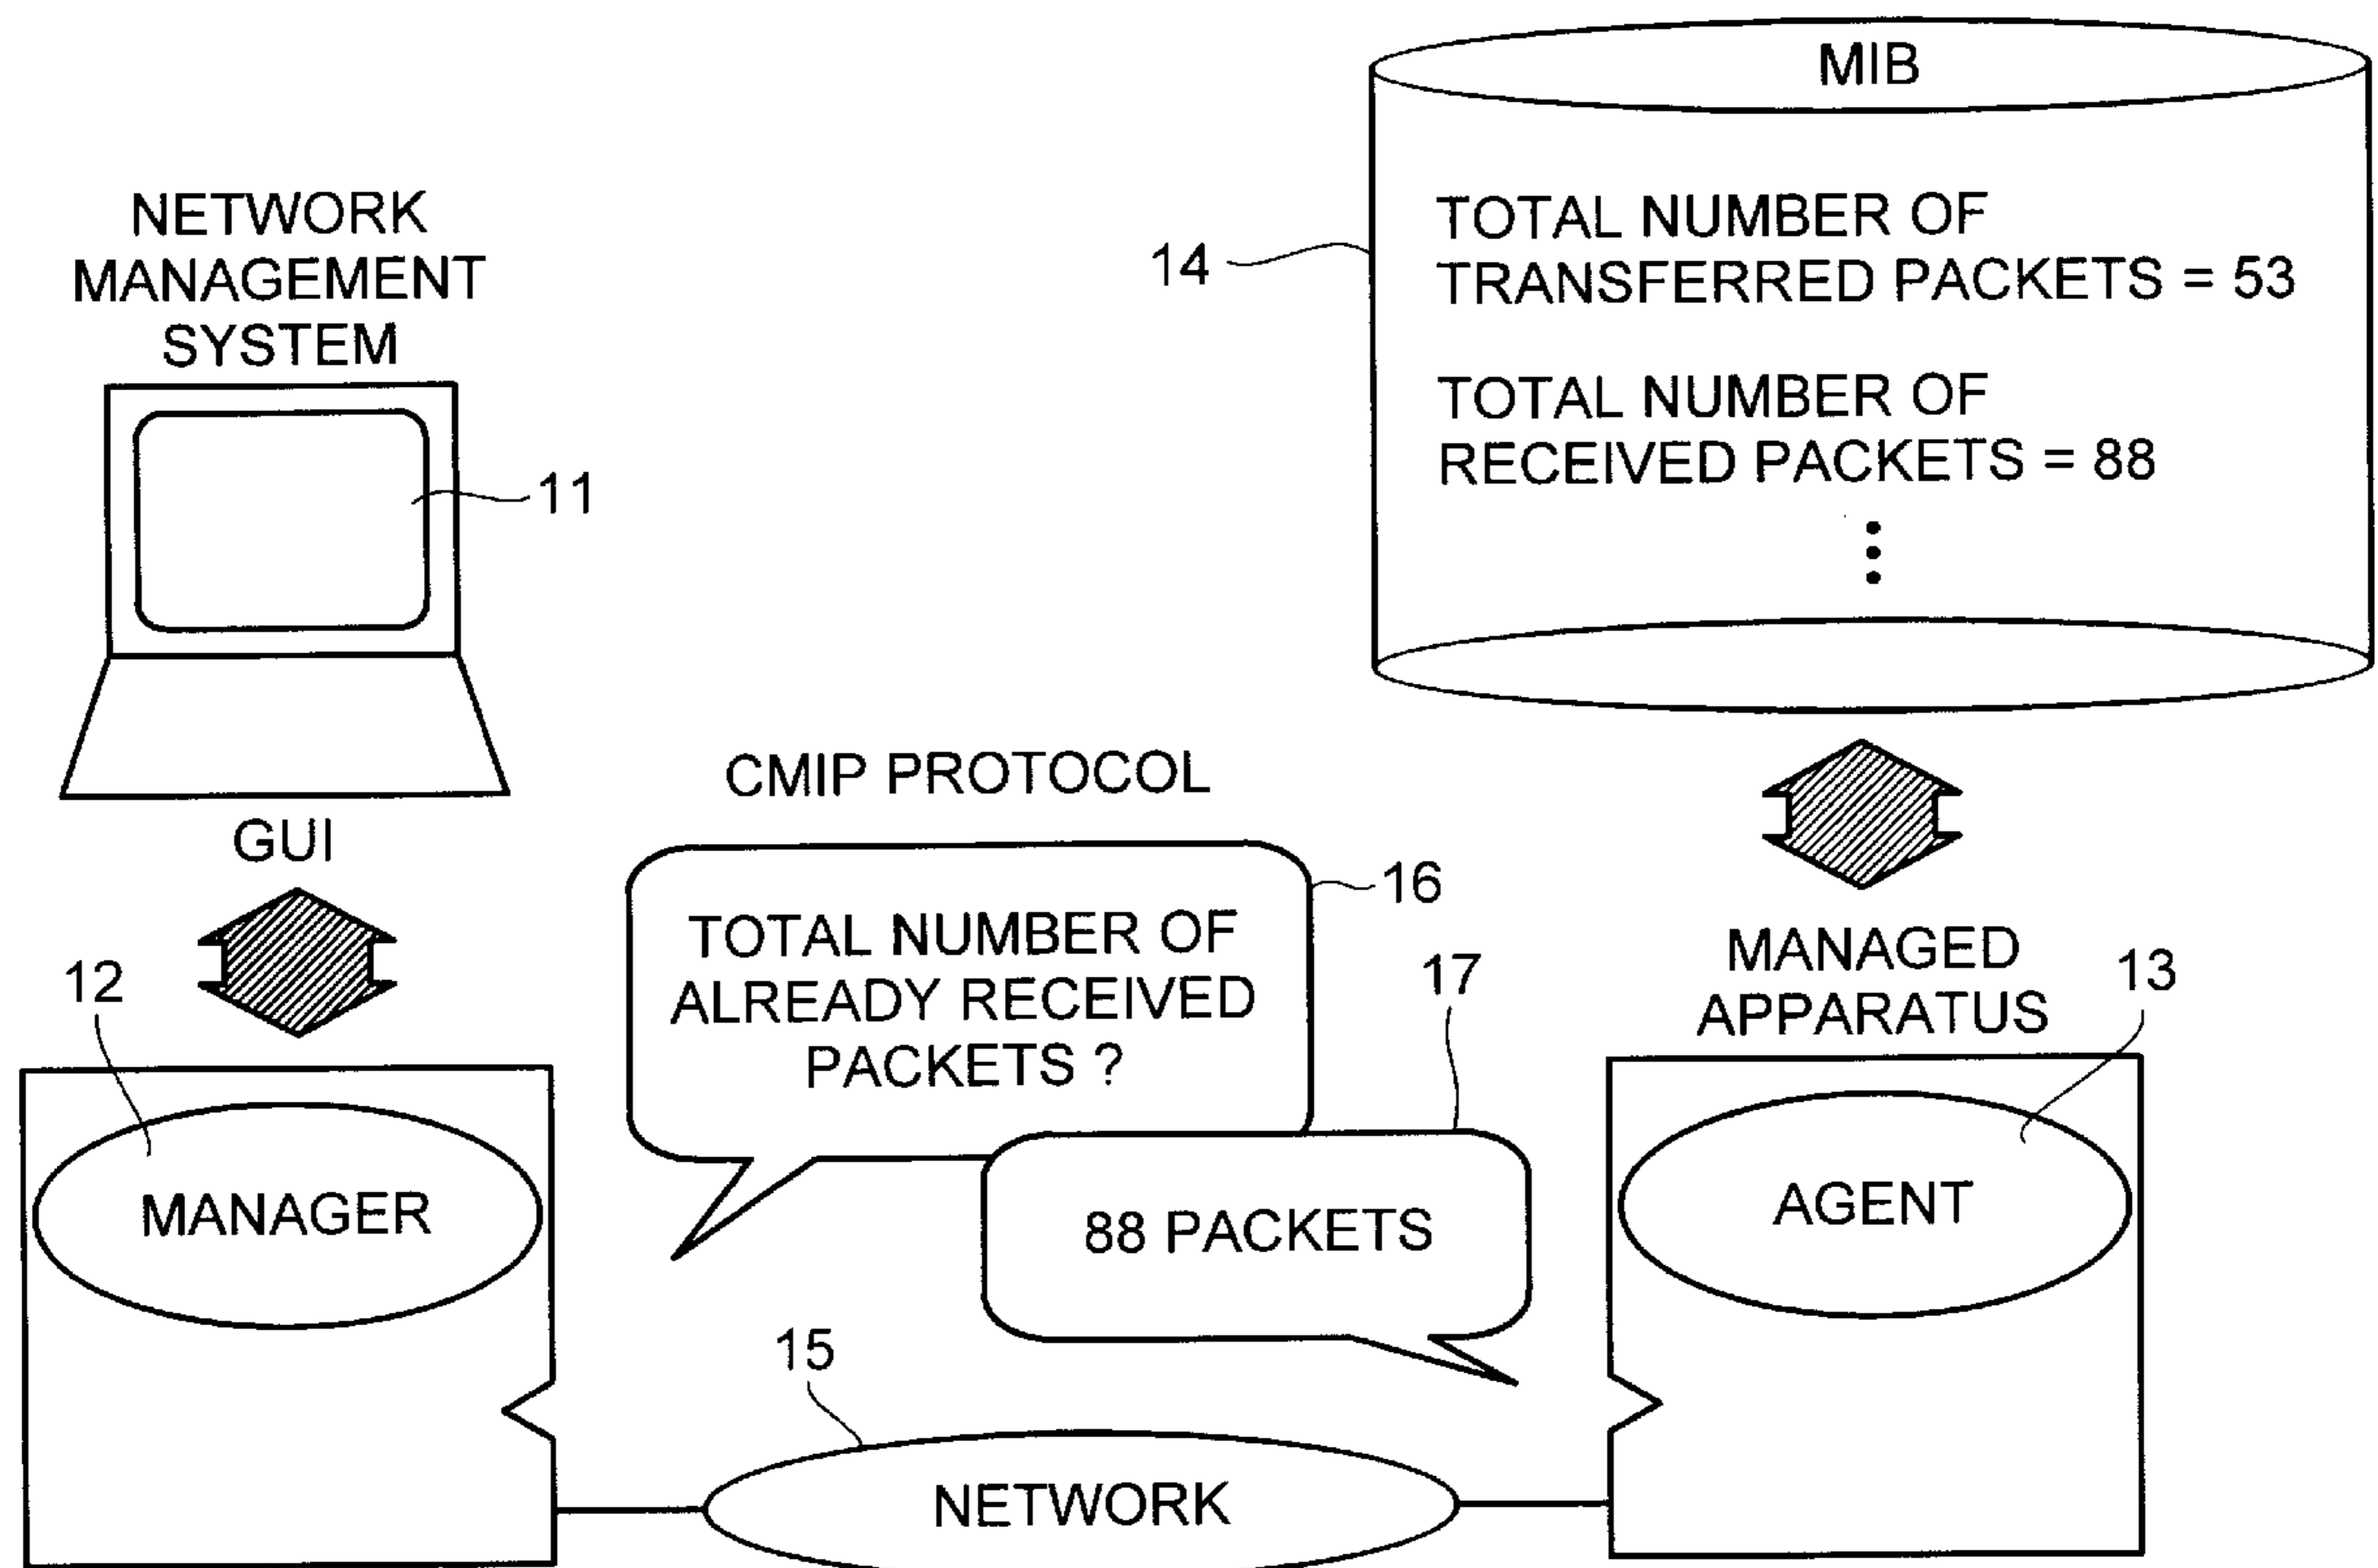 MIB
NETWORK
MANAGEMENT
SYSTEM
14
TOTAL NUMBER OF
TRANSFERRED PACKETS = 53
TOTAL NUMBER OF
RECEIVED PACKETS = 88
11
GUI
CMIP PROTOCOL
16
TOTAL NUMBER OF
ALREADY RECEIVED
PACKETS ?
17
88 PACKETS
MANAGED
APPARATUS
13
12
MANAGER
AGENT
15
NETWORK